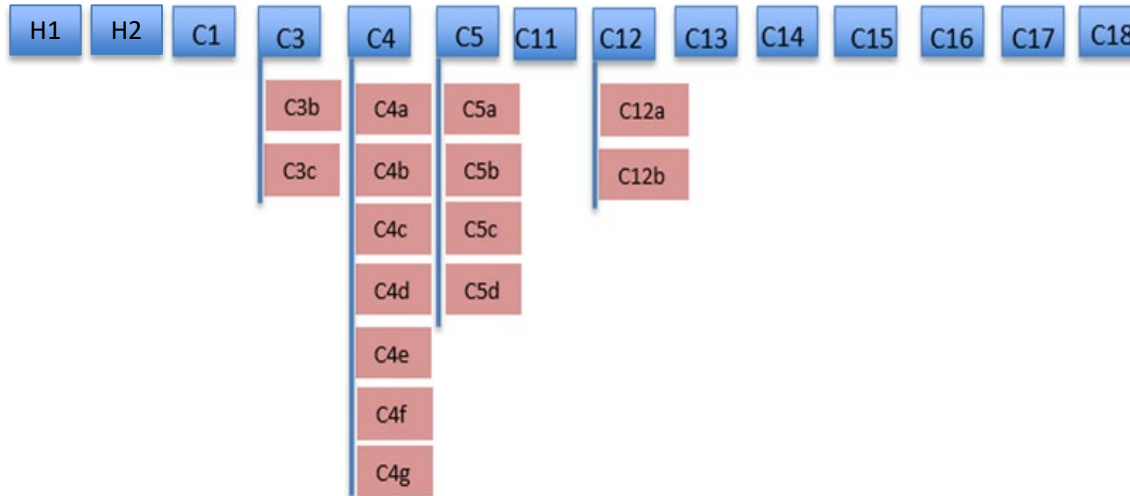 H1 H2 C1 C3 C4 C5 C11 C12 C13 C14 C15 C16 C17 C18
C3b C4a C5a C12a
C3c C4b C5b C12b
C4c C5c
C4d C5d
C4e
C4f
C4g